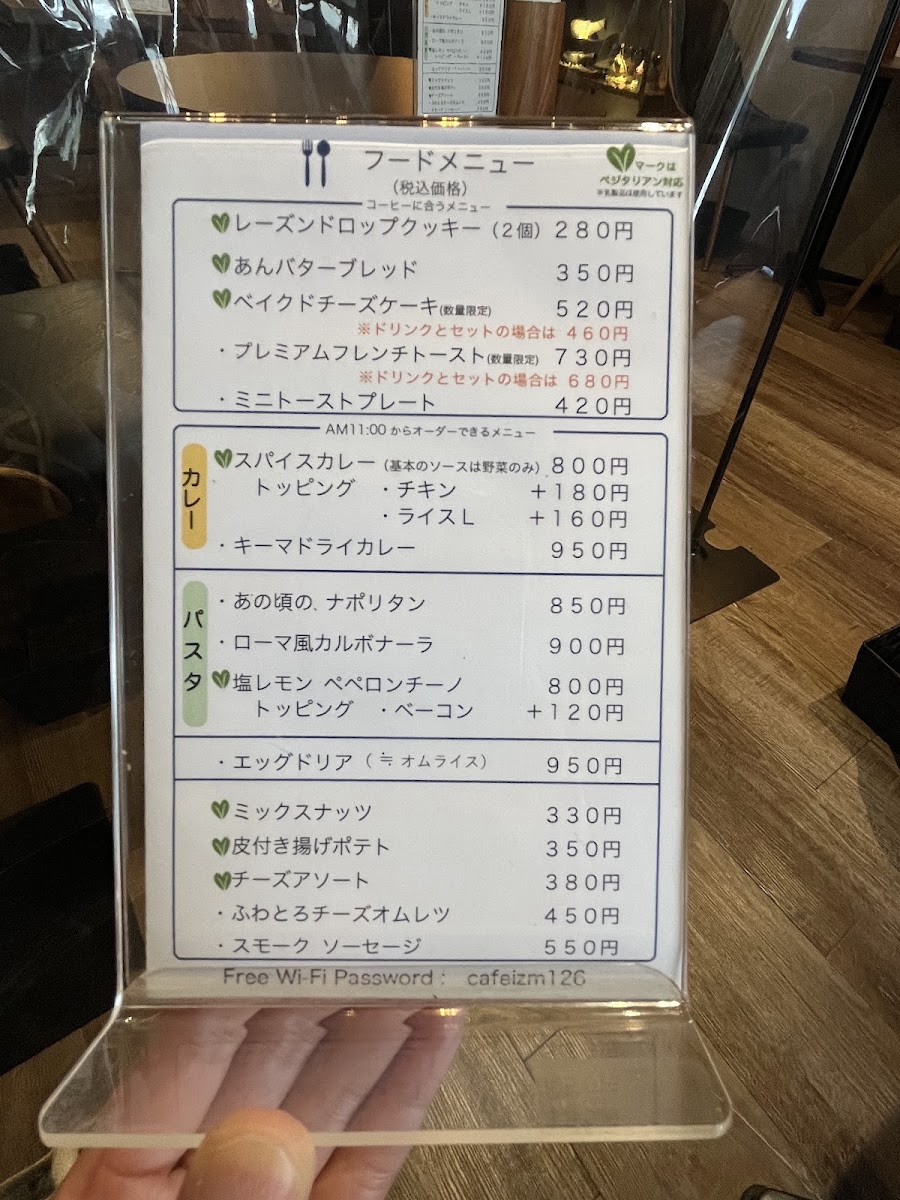 フードメニュー
(税込価格)
マークは
ベジタリアン対応
※乳製品は使用しています
コーヒーに合うメニュー
レーズンドロップクッキー（２個） ２８０円
あんバターブレッド ３５０円
ベイクドチーズケーキ(数量限定) ５２０円
※ドリンクとセットの場合は ４６０円
・プレミアムフレンチトースト(数量限定) ７３０円
※ドリンクとセットの場合は ６８０円
・ミニトーストプレート ４２０円
AM11:00 からオーダーできるメニュー
カレー
スパイスカレー（基本のソースは野菜のみ） ８００円
トッピング ・チキン ＋１８０円
・ライスＬ ＋１６０円
・キーマドライカレー ９５０円
パスタ
・あの頃の、ナポリタン ８５０円
・ローマ風カルボナーラ ９００円
塩レモン ペペロンチーノ ８００円
トッピング ・ベーコン ＋１２０円
・エッグドリア（≒ オムライス） ９５０円
ミックスナッツ ３３０円
皮付き揚げポテト ３５０円
チーズアソート ３８０円
・ふわとろチーズオムレツ ４５０円
・スモーク ソーセージ ５５０円
Free Wi-Fi Password : cafeizm126